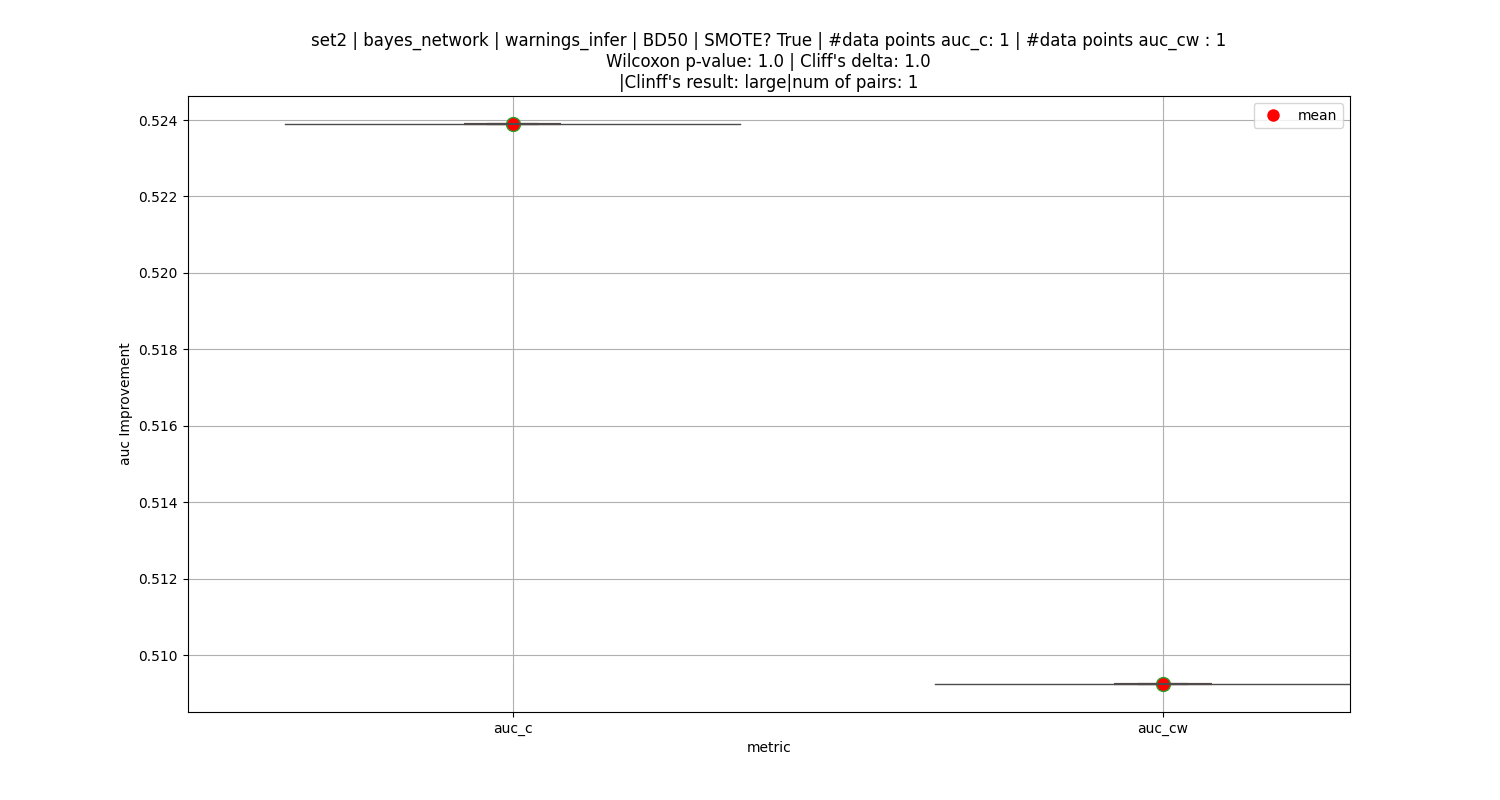 set2 | bayes_network | warnings_infer | BD50 | SMOTE? True | #data points auc_c: 1 | #data points auc_cw : 1
Wilcoxon p-value: 1.0 | Cliff's delta: 1.0
|Clinff's result: large|num of pairs: 1
mean
0.524
0.522
0.520
0.518
0.516
0.514
0.512
0.510
auc Improvement
auc_c
auc_cw
metric